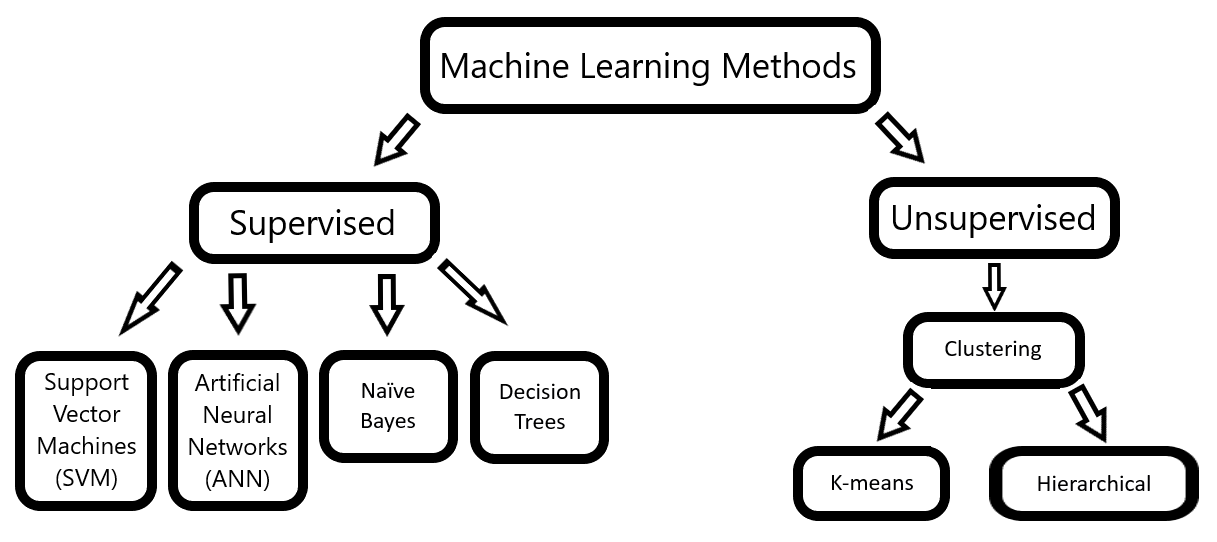 Machine Learning Methods
Supervised
Unsupervised
Support
Vector
Machines
(SVM)
Artificial
Neural
Networks
(ANN)
Naïve
Bayes
Decision
Trees
Clustering
K-means
Hierarchical